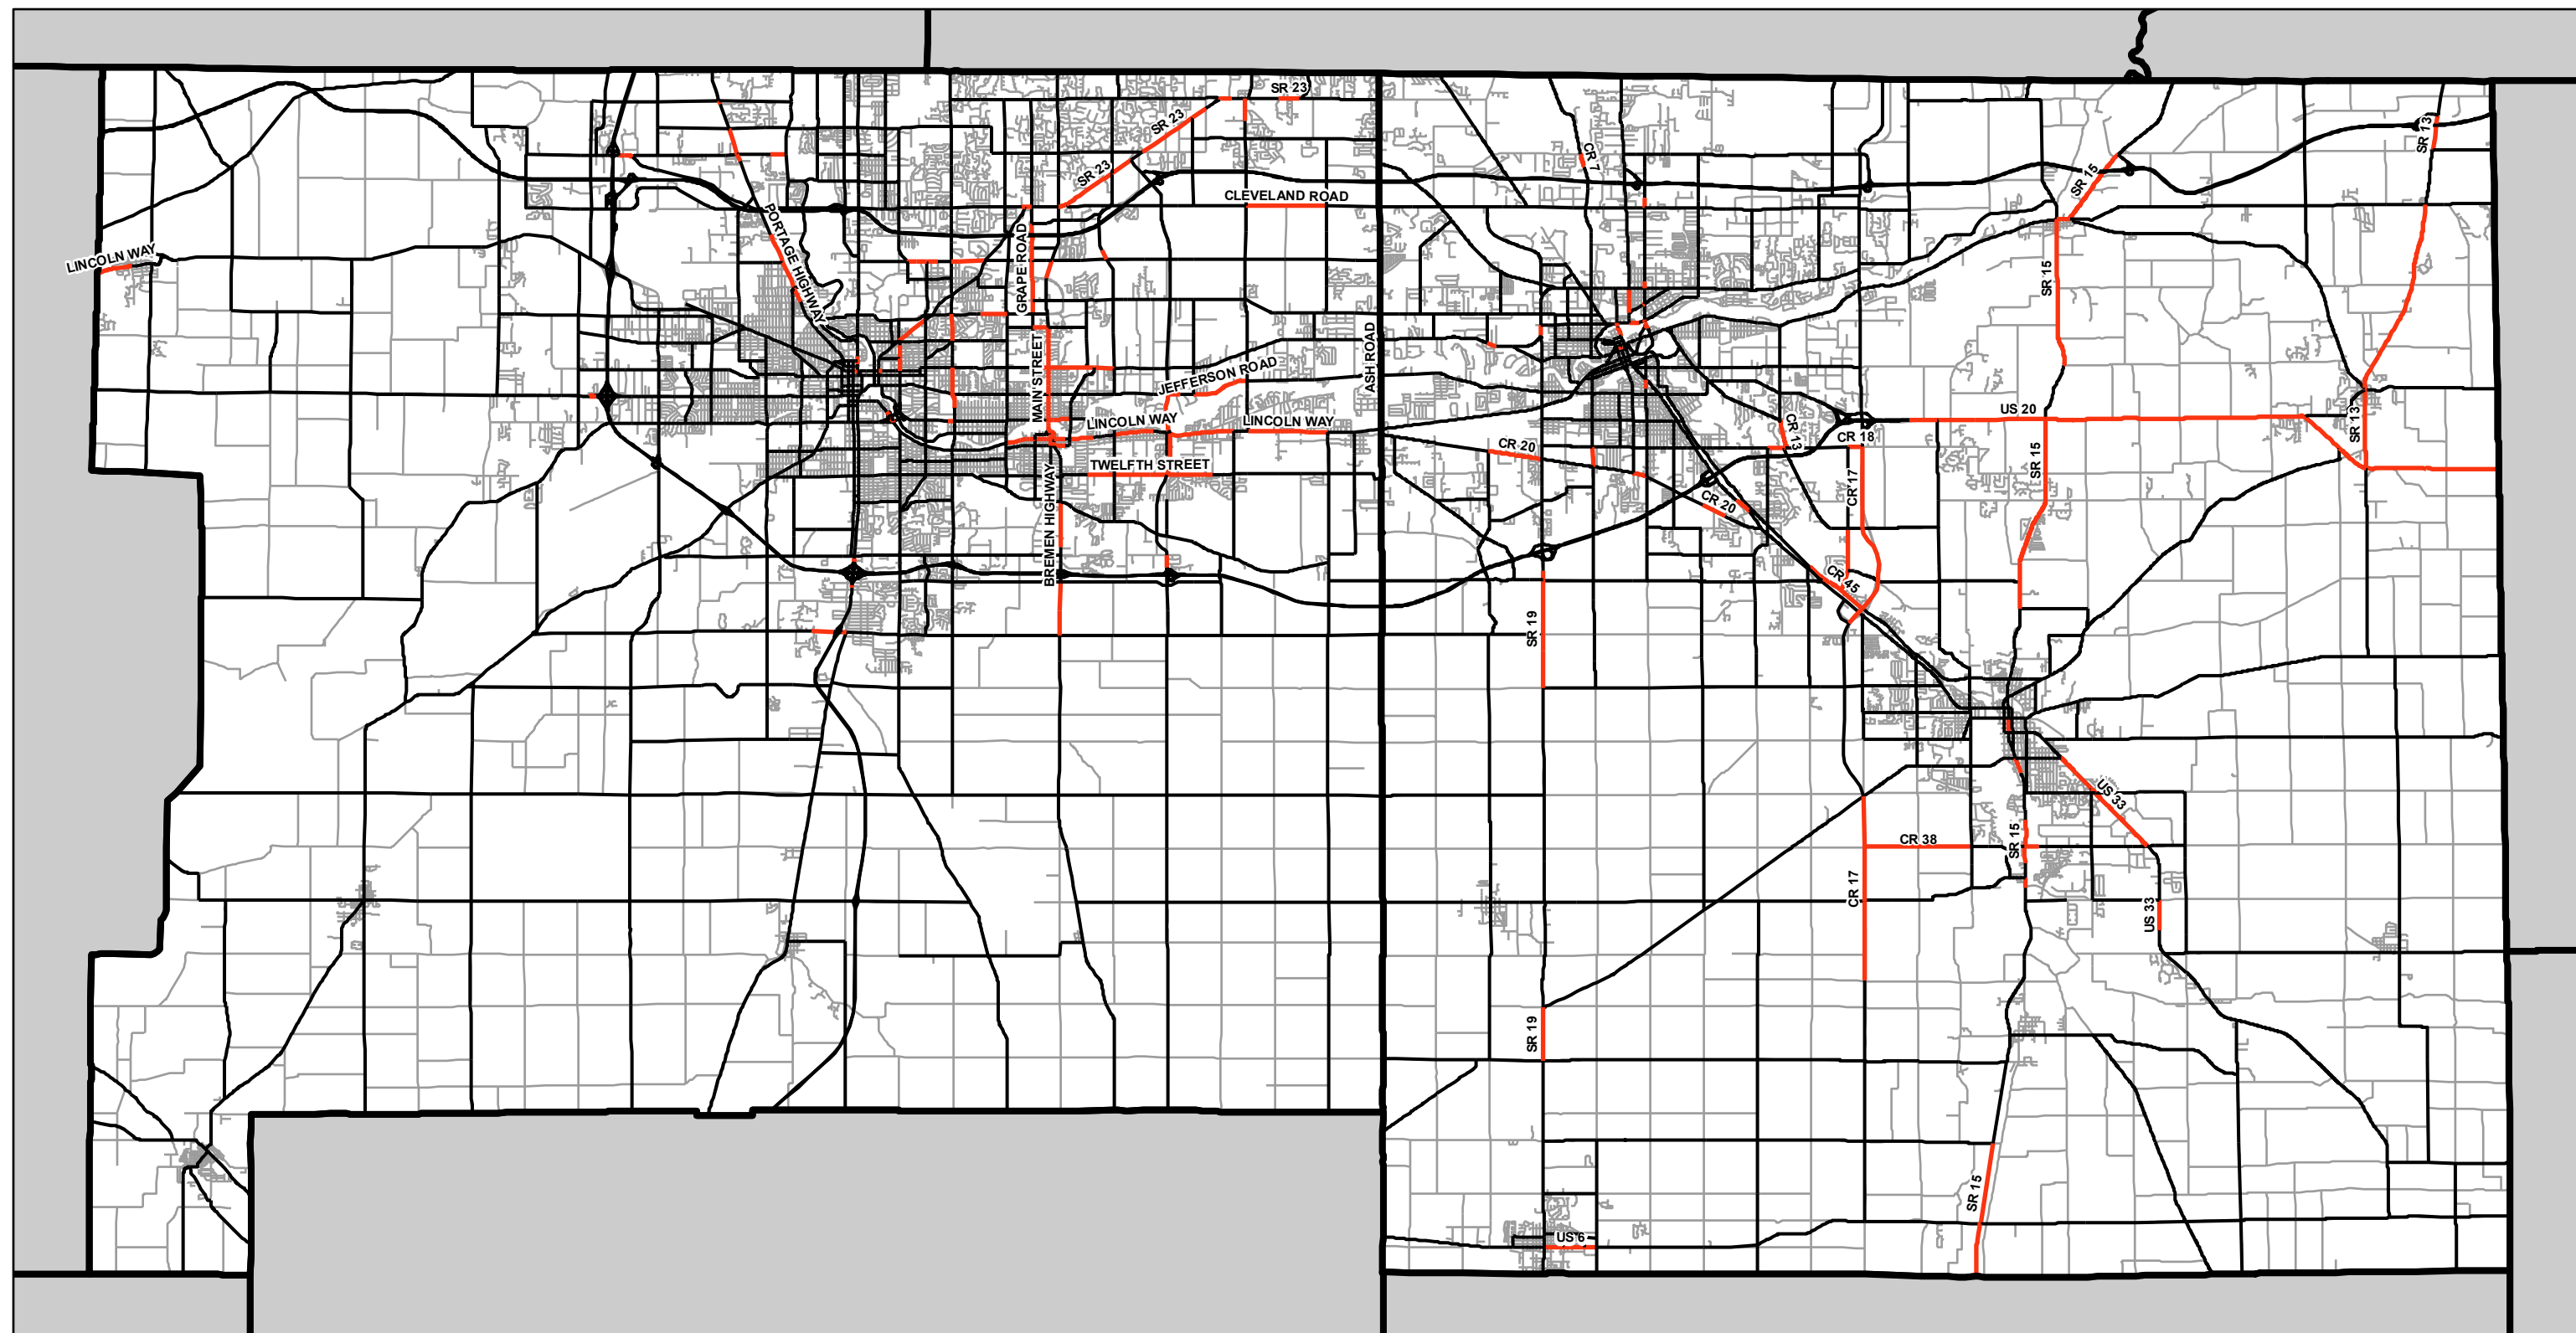 SR 23
SR 23
SR 23
CR 7
SR 13
SR 15
CLEVELAND ROAD
PORTAGE HIGHWAY
LINCOLN WAY
GRAPE ROAD
SR 15
MAIN STREET
JEFFERSON ROAD
ASH ROAD
LINCOLN WAY
LINCOLN WAY
US 20
SR 13
CR 13
CR 18
CR 20
TWELFTH STREET
SR 15
CR 17
CR 20
BREMEN HIGHWAY
CR 45
SR 19
US 33
CR 38
SR 15
CR 17
US 33
SR 19
SR 15
US 6